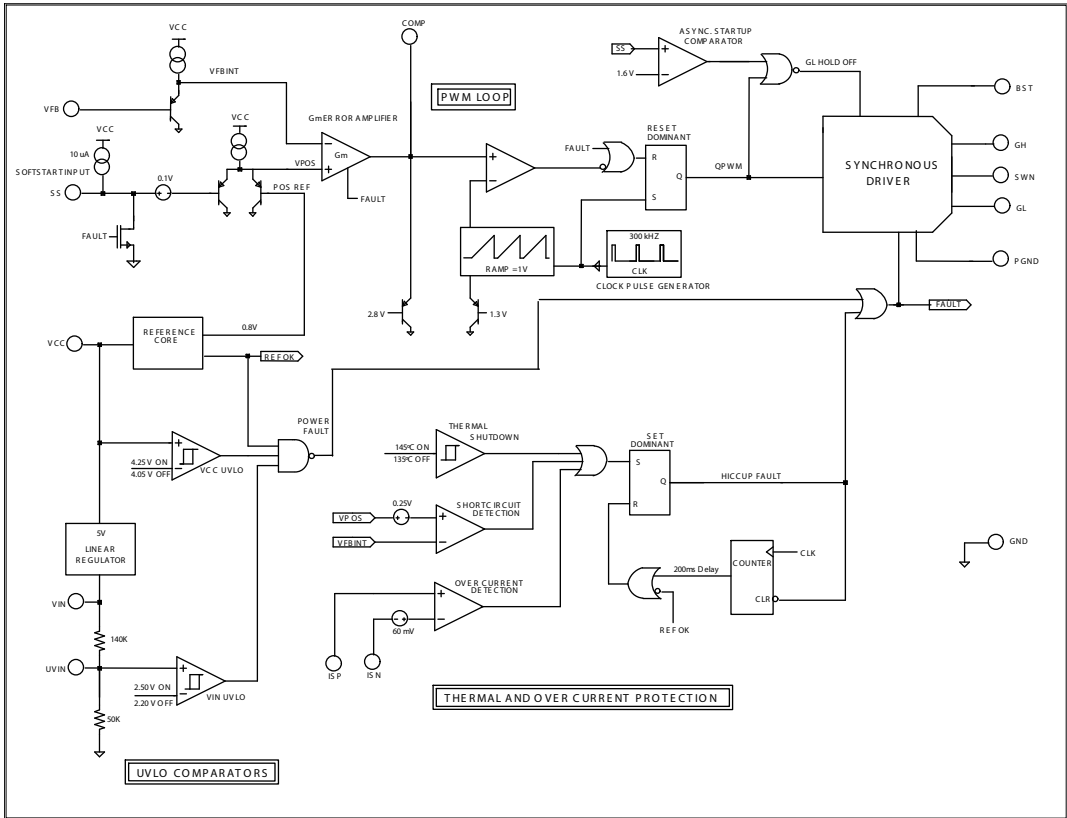 COMP
VCC
VFBINT
VFB
GmERROR AMPLIFIER
VCC
10 uA
SOFTSTART INPUT
SS
0.1V
VCC
VPOS
POS REF
Gm
FAULT
FAULT
PWM LOOP
SS
1.6 V
ASYNC. STARTUP
COMPARATOR
GL HOLD OFF
FAULT
RESET
DOMINANT
R
Q
S
QPWM
SYNCHRONOUS
DRIVER
BST
GH
SWN
GL
PGND
RAMP =1V
300 kHZ
CLK
CLOCK PULSE GENERATOR
2.8 V
1.3 V
FAULT
VCC
REFERENCE
CORE
0.8V
REFOK
POWER
FAULT
4.25 V ON
4.05 V OFF
VCC UVLO
5V
LINEAR
REGULATOR
VIN
140K
UVIN
2.50 V ON
2.20 V OFF
VIN UVLO
50K
UVLO COMPARATORS
THERMAL
SHUTDOWN
145ºC ON
135ºC OFF
VPOS
0.25V
SHORTCIRCUIT
DETECTION
VFBINT
OVER CURRENT
DETECTION
60 mV
ISP
ISN
SET
DOMINANT
S
Q
R
HICCUP FAULT
200ms Delay
COUNTER
CLK
CLR
REFOK
GND
THERMAL AND OVER CURRENT PROTECTION